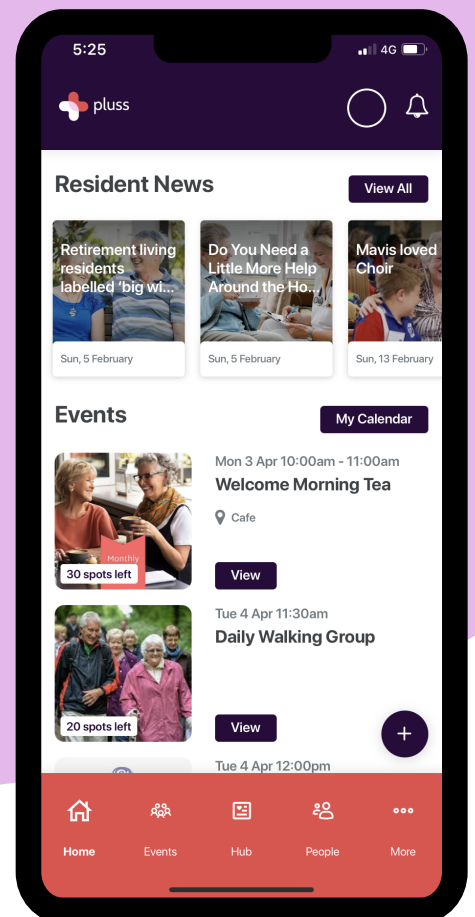 5:25
4G
pluss
Resident News
View All
Retirement living
residents
labelled 'big wi...
Sun, 5 February
Do You Need a
Little More Help
Around the Ho...
Sun, 5 February
Mavis loved
Choir
Sun, 13 February
Events
My Calendar
Monthly
30 spots left
Mon 3 Apr 10:00am - 11:00am
Welcome Morning Tea
Cafe
View
20 spots left
Tue 4 Apr 11:30am
Daily Walking Group
View
+
Tue 4 Apr 12:00pm
Home
Events
Hub
People
More